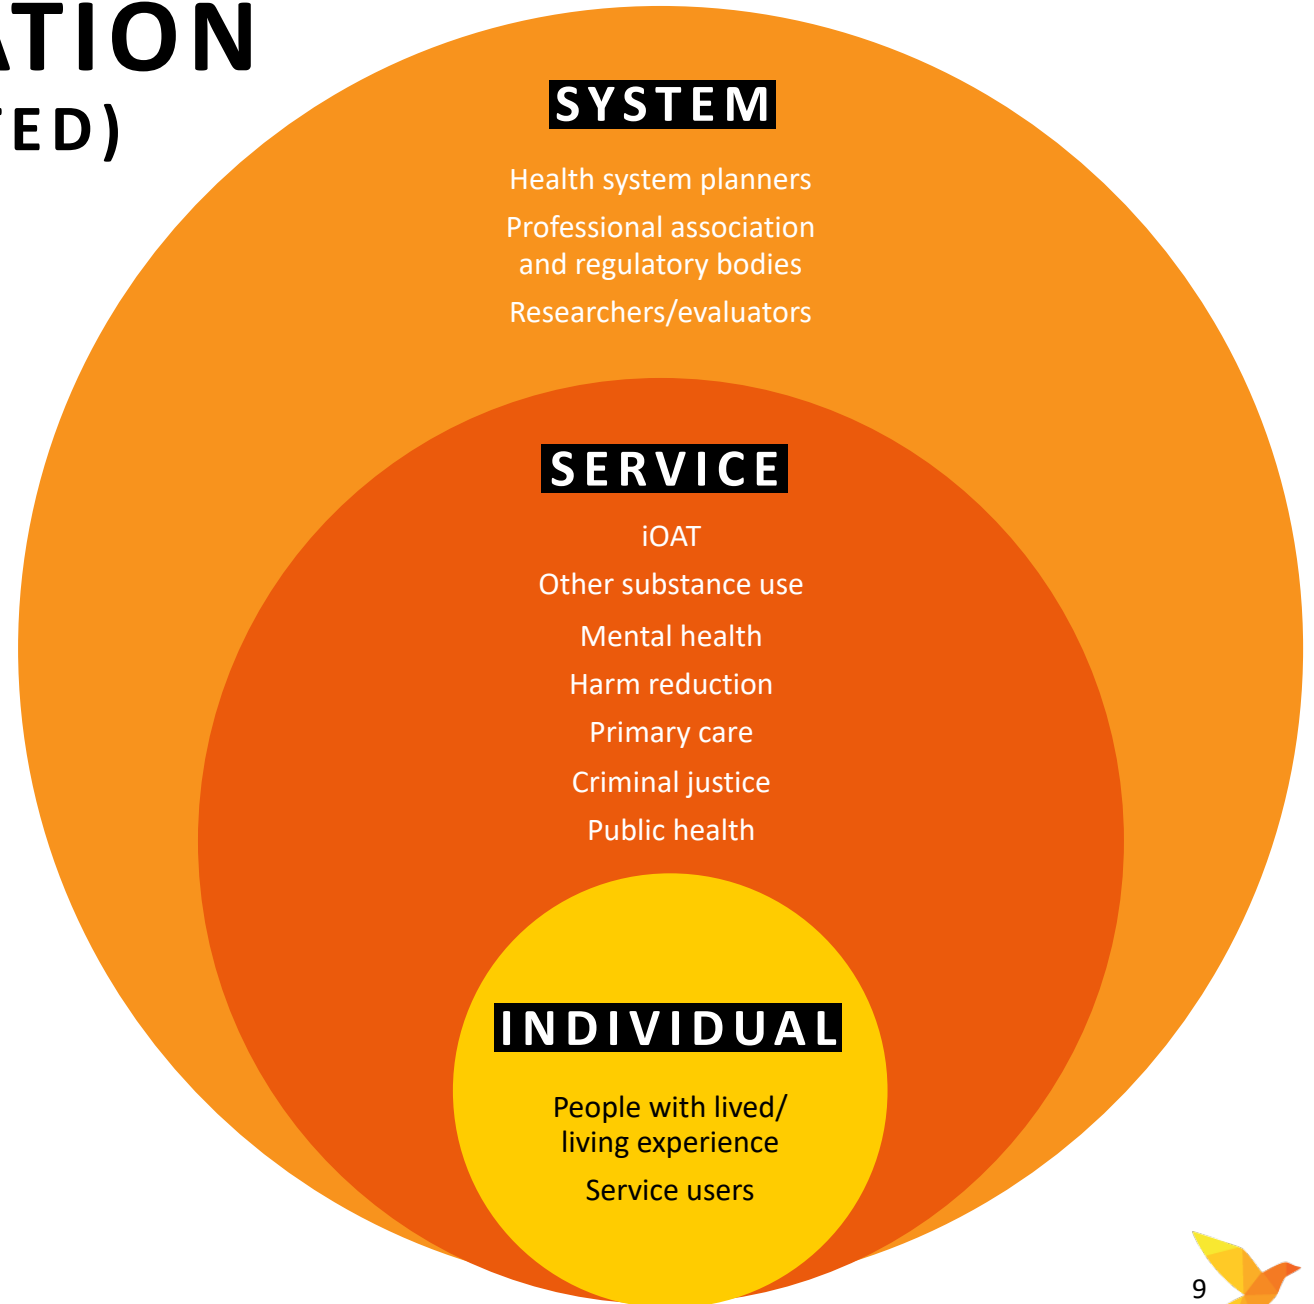 ATION
TED)
SYSTEM
Health system planners
Professional association
and regulatory bodies
Researchers/evaluators
SERVICE
iOAT
Other substance use
Mental health
Harm reduction
Primary care
Criminal justice
Public health
INDIVIDUAL
People with lived/
living experience
Service users
9